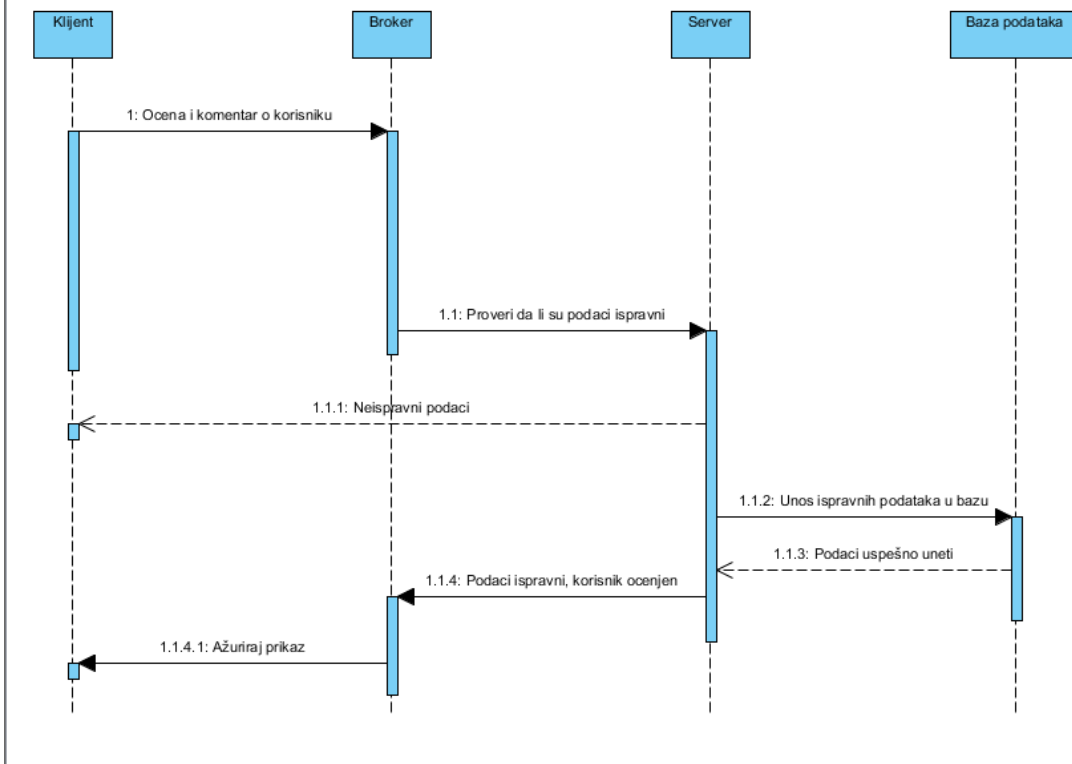 Klijent
Broker
Server
Baza podataka
1: Ocena i komentar o korisniku
1.1: Proveri da li su podaci ispravni
1.1.1: Neispravni podaci
1.1.2: Unos ispravnih podataka u bazu
1.1.3: Podaci uspešno uneti
1.1.4: Podaci ispravni, korisnik ocenjen
1.1.4.1: Ažuriraj prikaz